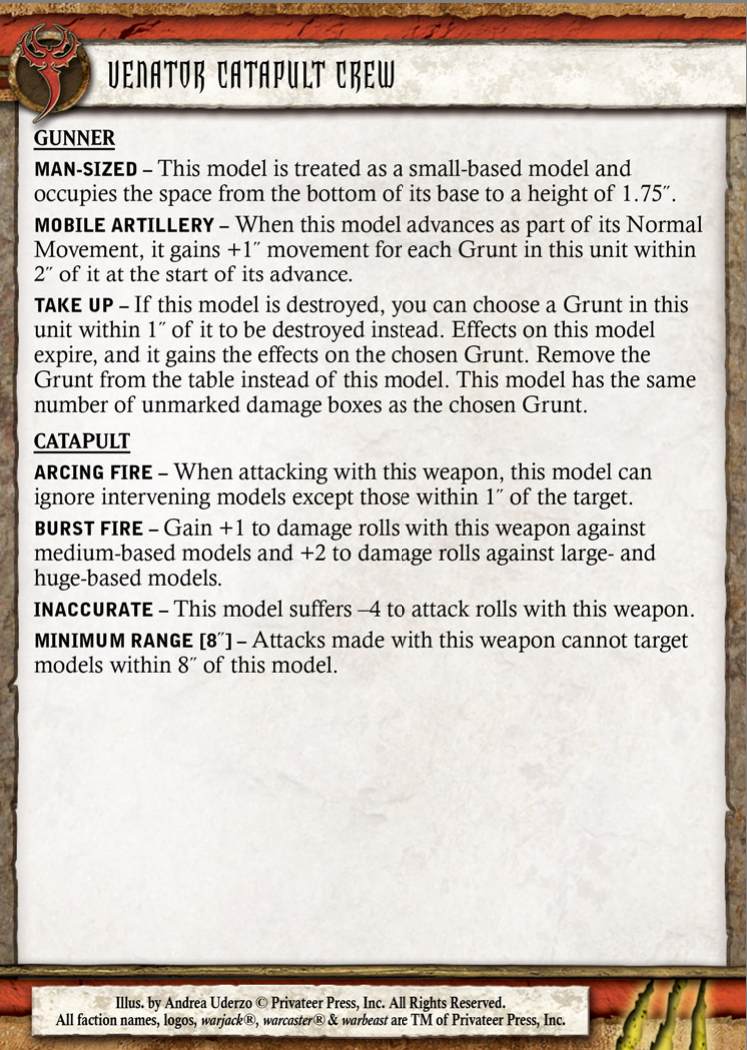 VENATOR CATAPULT CREW
GUNNER
MAN-SIZED – This model is treated as a small-based model and
occupies the space from the bottom of its base to a height of 1.75″.
MOBILE ARTILLERY – When this model advances as part of its Normal
Movement, it gains +1″ movement for each Grunt in this unit within
2″ of it at the start of its advance.
TAKE UP – If this model is destroyed, you can choose a Grunt in this
unit within 1″ of it to be destroyed instead. Effects on this model
expire, and it gains the effects on the chosen Grunt. Remove the
Grunt from the table instead of this model. This model has the same
number of unmarked damage boxes as the chosen Grunt.
CATAPULT
ARCING FIRE – When attacking with this weapon, this model can
ignore intervening models except those within 1″ of the target.
BURST FIRE – Gain +1 to damage rolls with this weapon against
medium-based models and +2 to damage rolls against large- and
huge-based models.
INACCURATE – This model suffers –4 to attack rolls with this weapon.
MINIMUM RANGE [8″] – Attacks made with this weapon cannot target
models within 8″ of this model.
Illus. by Andrea Uderzo © Privateer Press, Inc. All Rights Reserved.
All faction names, logos, warjack®, warcaster® & warbeast are TM of Privateer Press, Inc.